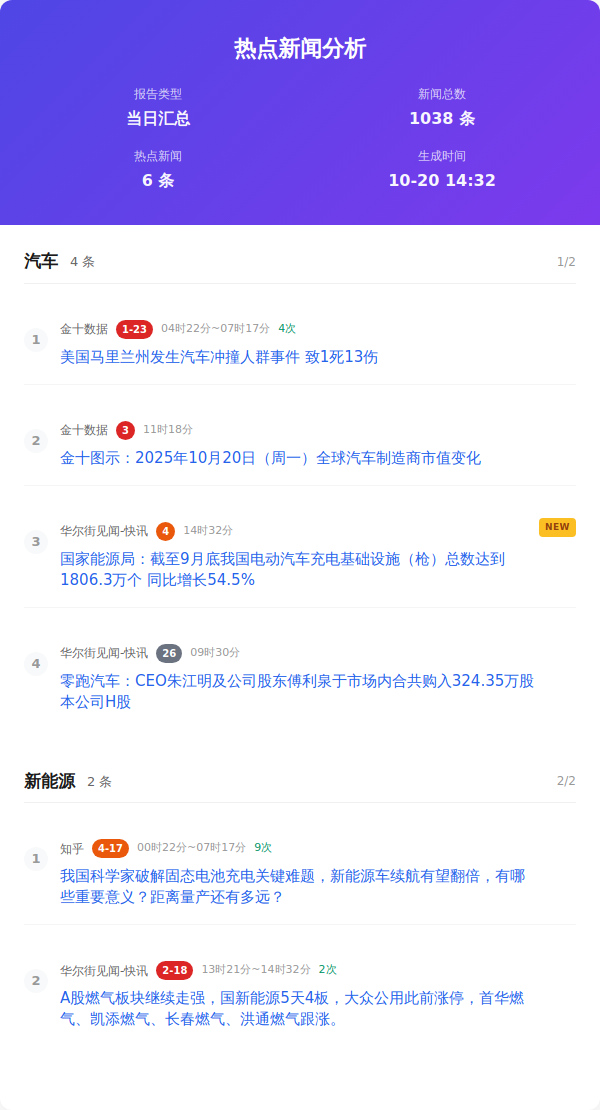 热点新闻分析
报告类型
当日汇总
新闻总数
1038 条
热点新闻
6 条
生成时间
10-20 14:32
汽车 4 条 1/2
1
金十数据 1-23 04时22分~07时17分 4次
美国马里兰州发生汽车冲撞人群事件 致1死13伤
2
金十数据 3 11时18分
金十图示：2025年10月20日（周一）全球汽车制造商市值变化
3
华尔街见闻-快讯 4 14时32分 NEW
国家能源局：截至9月底我国电动汽车充电基础设施（枪）总数达到
1806.3万个 同比增长54.5%
4
华尔街见闻-快讯 26 09时30分
零跑汽车：CEO朱江明及公司股东傅利泉于市场内合共购入324.35万股
本公司H股
新能源 2 条 2/2
1
知乎 4-17 00时22分~07时17分 9次
我国科学家破解固态电池充电关键难题，新能源车续航有望翻倍，有哪
些重要意义？距离量产还有多远？
2
华尔街见闻-快讯 2-18 13时21分~14时32分 2次
A股燃气板块继续走强，国新能源5天4板，大众公用此前涨停，首华燃
气、凯添燃气、长春燃气、洪通燃气跟涨。